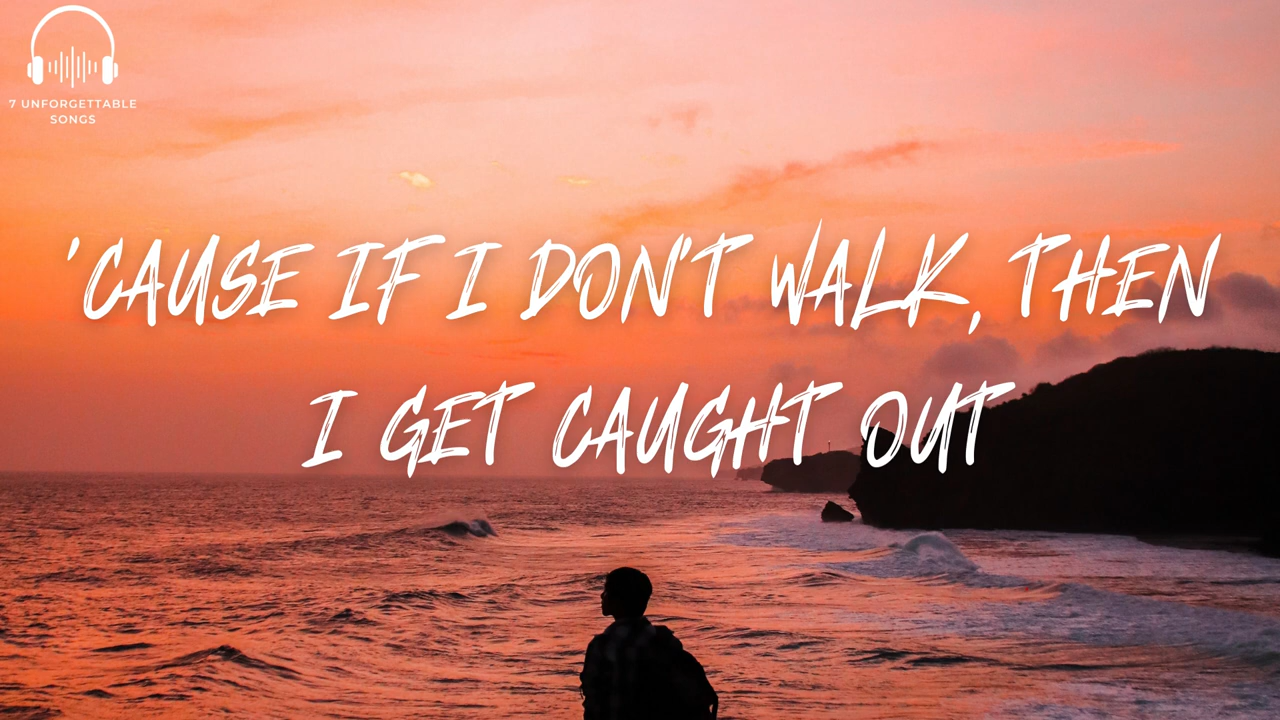 7 UNFORGETTABLE
SONGS
'CAUSE IF I DON'T WALK, THEN
I GET CAUGHT OUT